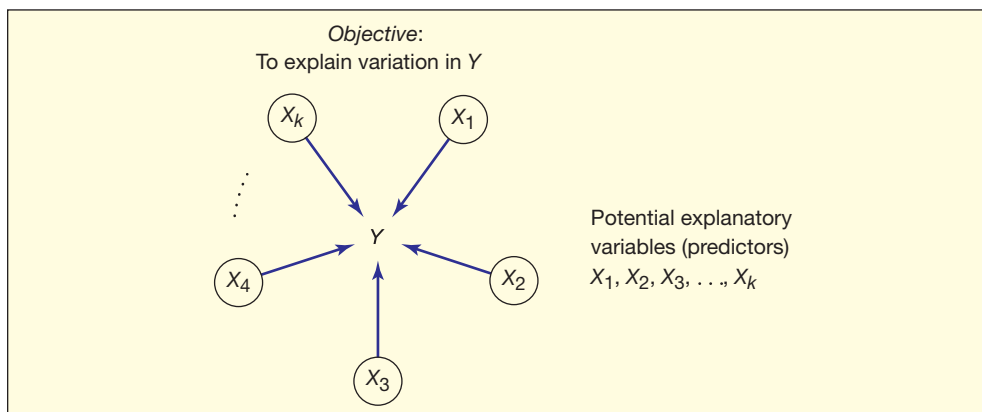 Objective:
To explain variation in Y
Xk
X1
Y
X4
X2
X3
Potential explanatory
variables (predictors)
X1, X2, X3, . . ., Xk